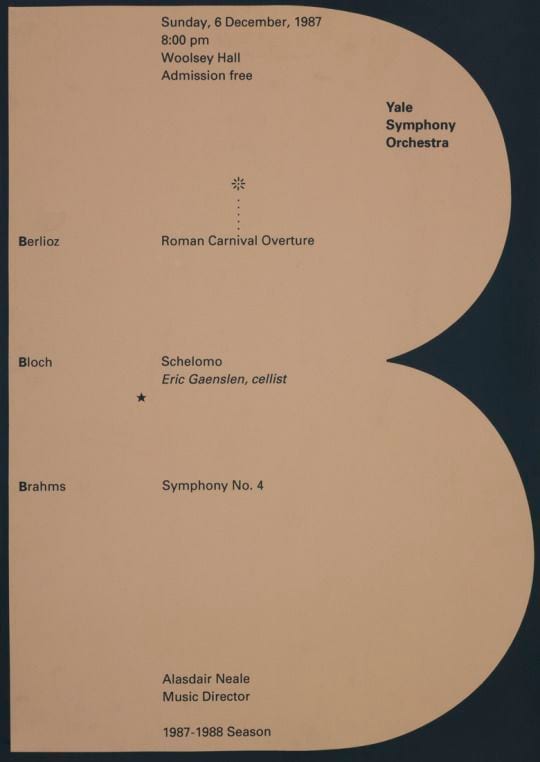 Sunday, 6 December, 1987
8:00 pm
Woolsey Hall
Admission free
Yale
Symphony
Orchestra
Berlioz Roman Carnival Overture
Bloch Schelomo
Eric Gaenslen, cellist
Brahms Symphony No. 4
Alasdair Neale
Music Director
1987-1988 Season